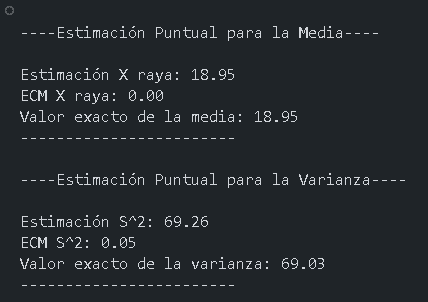 ----Estimación Puntual para la Media----
Estimación X raya: 18.95
ECM X raya: 0.00
Valor exacto de la media: 18.95
------------------------
----Estimación Puntual para la Varianza----
Estimación S^2: 69.26
ECM S^2: 0.05
Valor exacto de la varianza: 69.03
------------------------